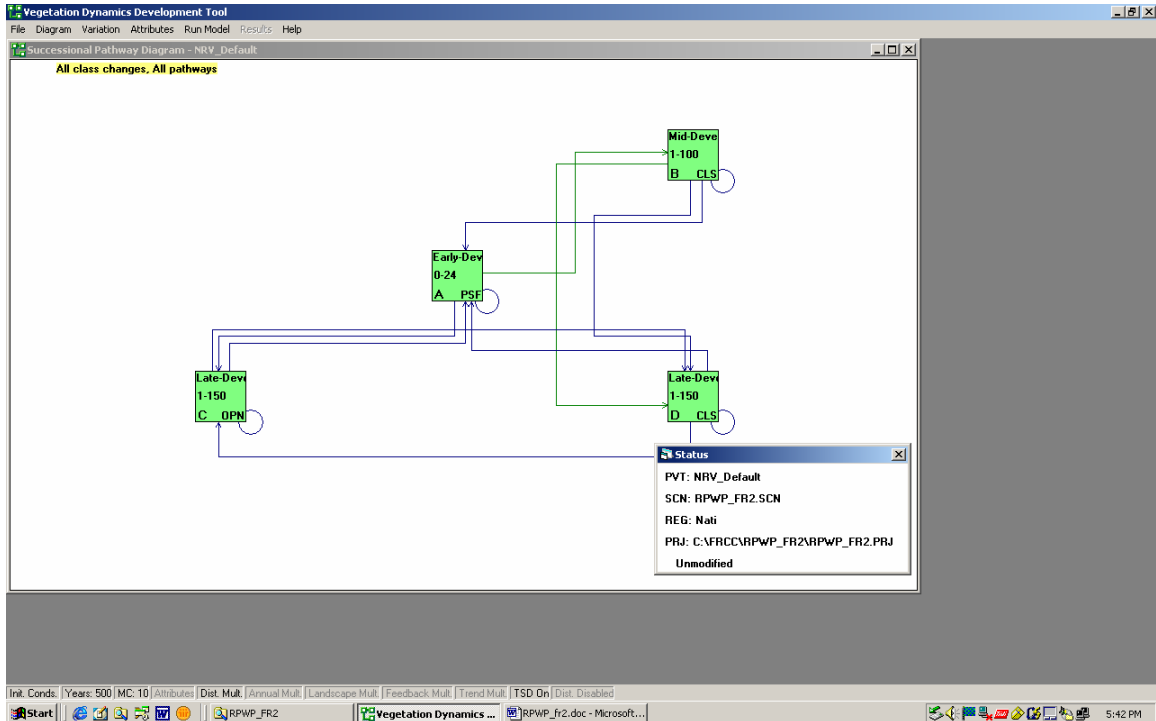 Vegetation Dynamics Development Tool
File Diagram Variation Attributes Run Model Results Help
Successional Pathway Diagram - NRV_Default
All class changes, All pathways
Mid-Deve
1-100
B CLS
Early-Dev
0-24
A PSF
Late-Deve
1-150
C OPN
Late-Deve
1-150
D CLS
Status
PVT: NRV_Default
SCN: RPWP_FR2.SCN
REG: Nati
PRJ: C:\FRCC\RPWP_FR2\RPWP_FR2.PRJ
Unmodified
Init. Conds. Years: 500 MC: 10 Attributes Dist. Mult. Annual Mult. Landscape Mult. Feedback Mult. Trend Mult. TSD On Dist. Disabled
Start RPWP_FR2 Vegetation Dynamics ... RPWP_fr2.doc - Microsoft... 5:42 PM